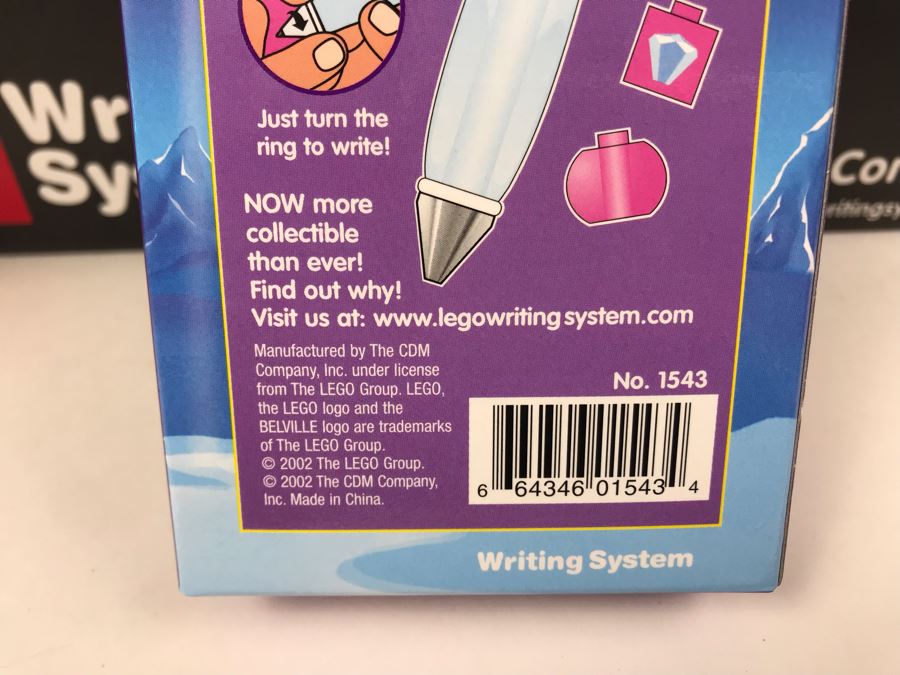 Just turn the
ring to write!
NOW more
collectible
than ever!
Find out why!
Visit us at: www.legowritingsystem.com
Manufactured by The CDM
Company, Inc. under license
from The LEGO Group. LEGO,
the LEGO logo and the
BELVILLE logo are trademarks
of The LEGO Group.
© 2002 The LEGO Group.
© 2002 The CDM Company,
Inc. Made in China.
No. 1543
6 64346 01543 4
Writing System
Wr
Sys
.Com